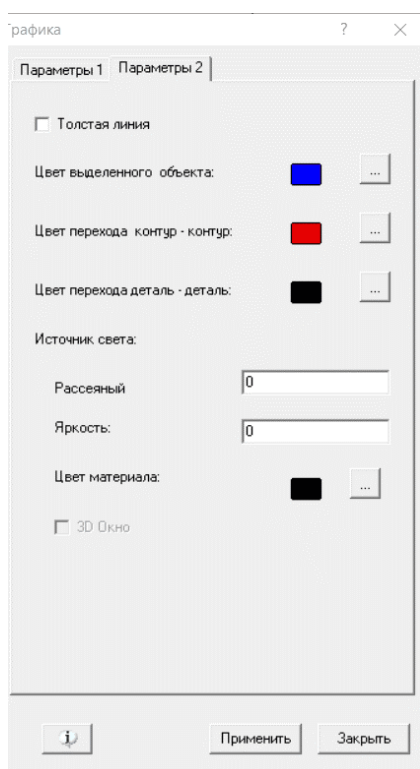 Графика
?
Параметры 1 Параметры 2
Толстая линия
Цвет выделенного объекта: ...
Цвет перехода контур - контур: ...
Цвет перехода деталь - деталь: ...
Источник света:
Рассеяный 0
Яркость: 0
Цвет материала: ...
3D Окно
i
Применить Закрыть